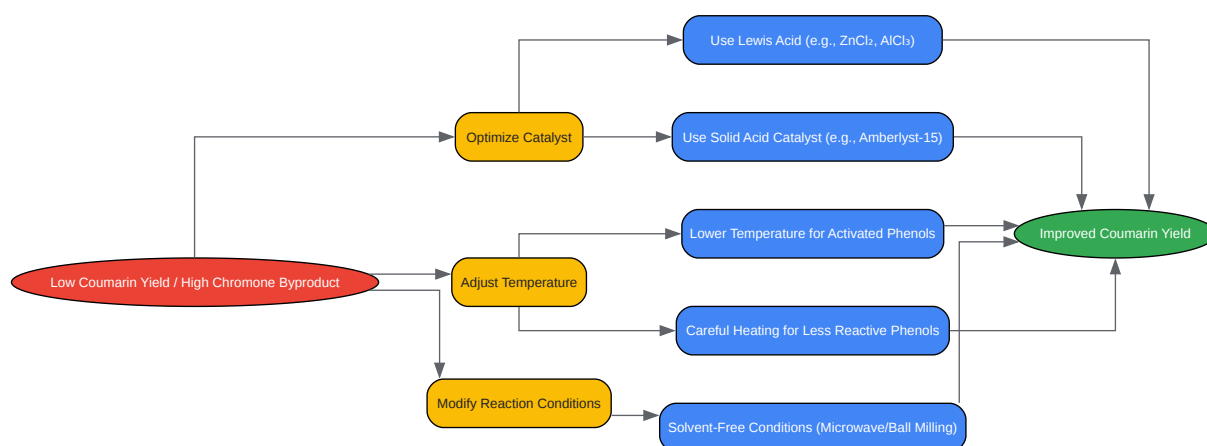 Use Lewis Acid (e.g., ZnCl₂, AlCl₃)
Optimize Catalyst
Use Solid Acid Catalyst (e.g., Amberlyst-15)
Lower Temperature for Activated Phenols
Improved Coumarin Yield
Low Coumarin Yield / High Chromone Byproduct
Adjust Temperature
Careful Heating for Less Reactive Phenols
Modify Reaction Conditions
Solvent-Free Conditions (Microwave/Ball Milling)